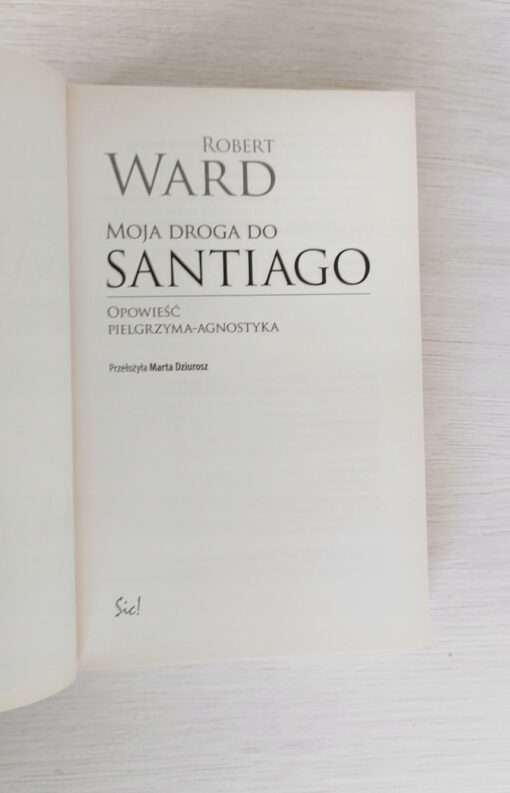 Robert
Ward
Moja droga do
Santiago
Opowieść
pielgrzyma-agnostyka
Przełożyła Marta Dziurosz
Sic!